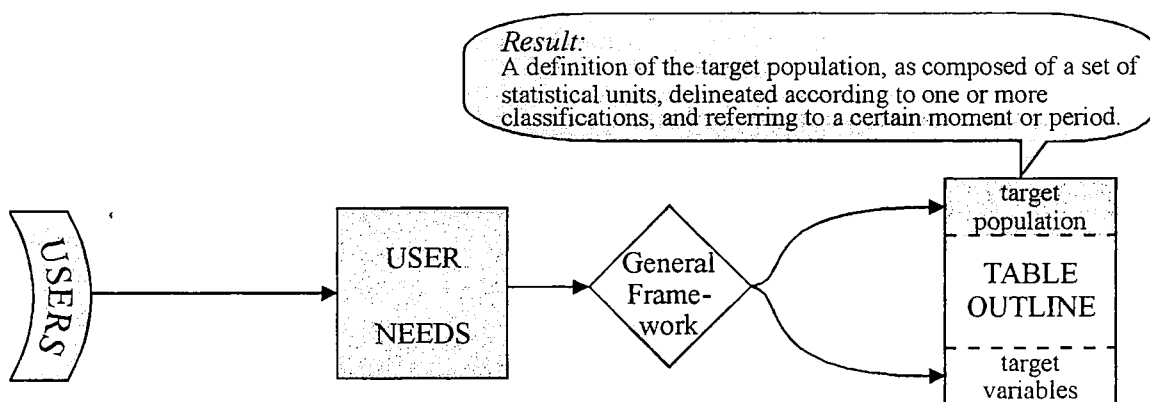 Result:
A definition of the target population, as composed of a set of
statistical units, delineated according to one or more
classifications, and referring to a certain moment or period.
USERS
USER
NEEDS
General
Frame-
work
target
population
TABLE
OUTLINE
target
variables